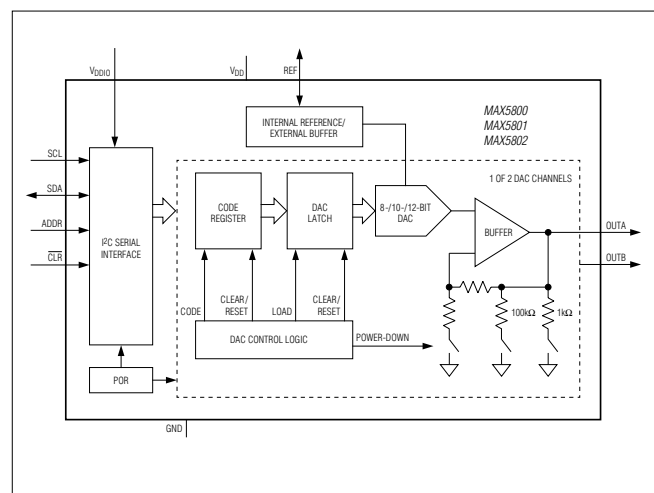 VDDIO
VDD
REF
INTERNAL REFERENCE/
EXTERNAL BUFFER
MAX5800
MAX5801
MAX5802
SCL
SDA
ADDR
CLR
I2C SERIAL
INTERFACE
1 OF 2 DAC CHANNELS
CODE
REGISTER
DAC
LATCH
8-/10-/12-BIT
DAC
BUFFER
OUTA
OUTB
CODE
CLEAR/
RESET
LOAD
CLEAR/
RESET
100kΩ
1kΩ
DAC CONTROL LOGIC
POWER-DOWN
POR
GND